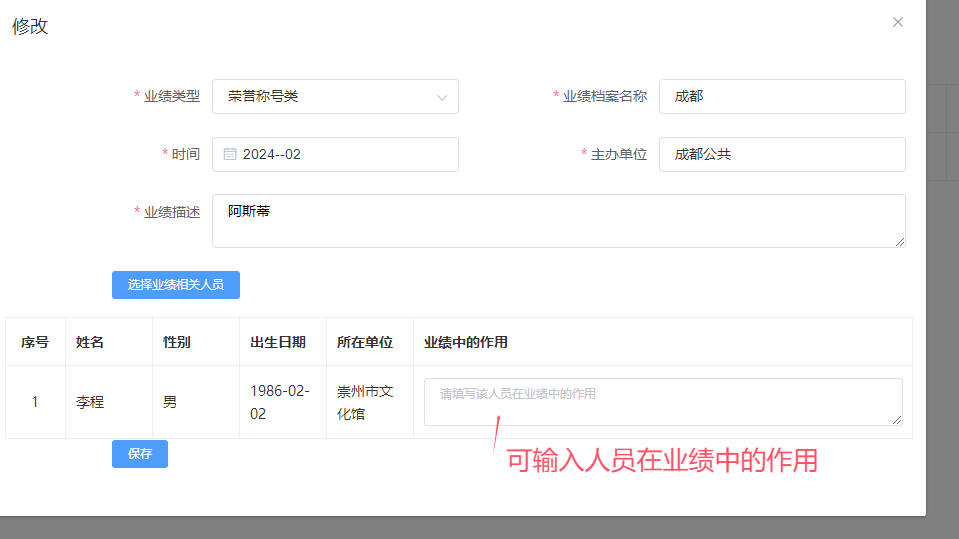 修改
* 业绩类型 荣誉称号类 * 业绩档案名称 成都
* 时间 2024--02 * 主办单位 成都公共
* 业绩描述 阿斯蒂
选择业绩相关人员
序号 姓名 性别 出生日期 所在单位 业绩中的作用
1 李程 男 1986-02-02 崇州市文化馆 请填写该人员在业绩中的作用
保存
可输入人员在业绩中的作用